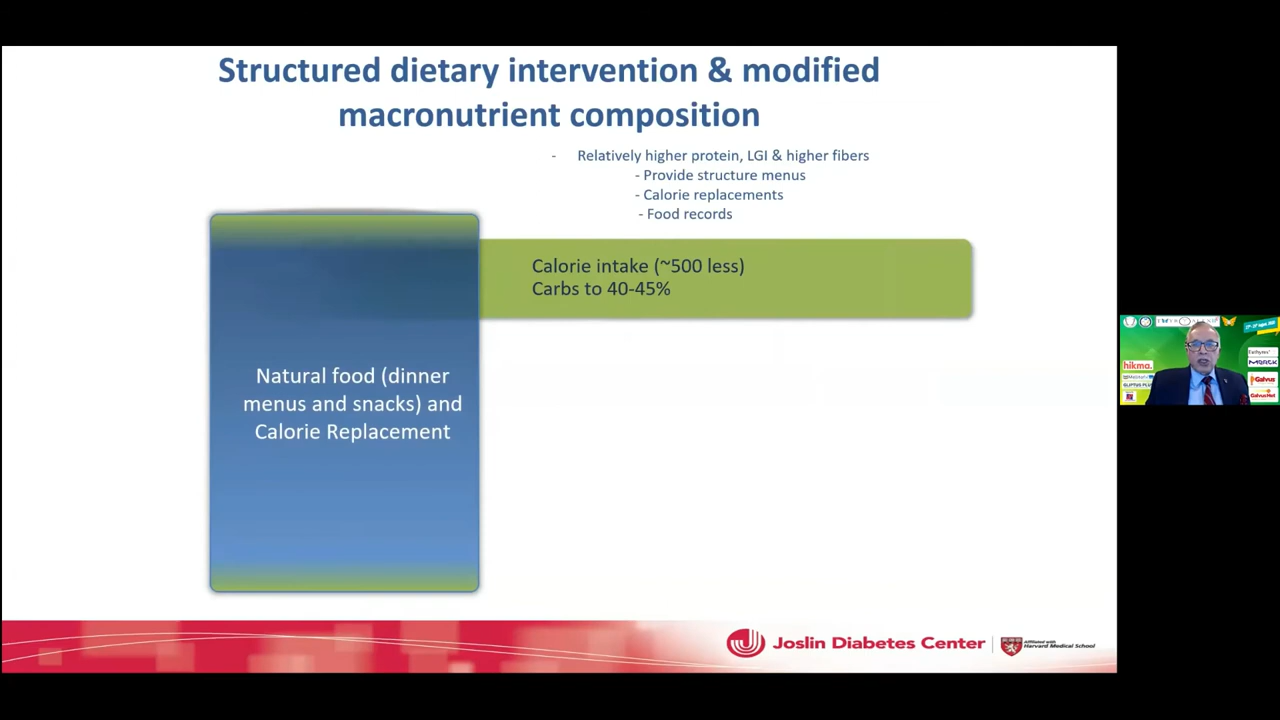 Structured dietary intervention & modified
macronutrient composition
- Relatively higher protein, LGI & higher fibers
- Provide structure menus
- Calorie replacements
- Food records
Calorie intake (~500 less)
Carbs to 40-45%
Natural food (dinner
menus and snacks) and
Calorie Replacement
Joslin Diabetes Center
Affiliated with
Harvard Medical School
hikma.
MERCK
Galvus
GalvusMet